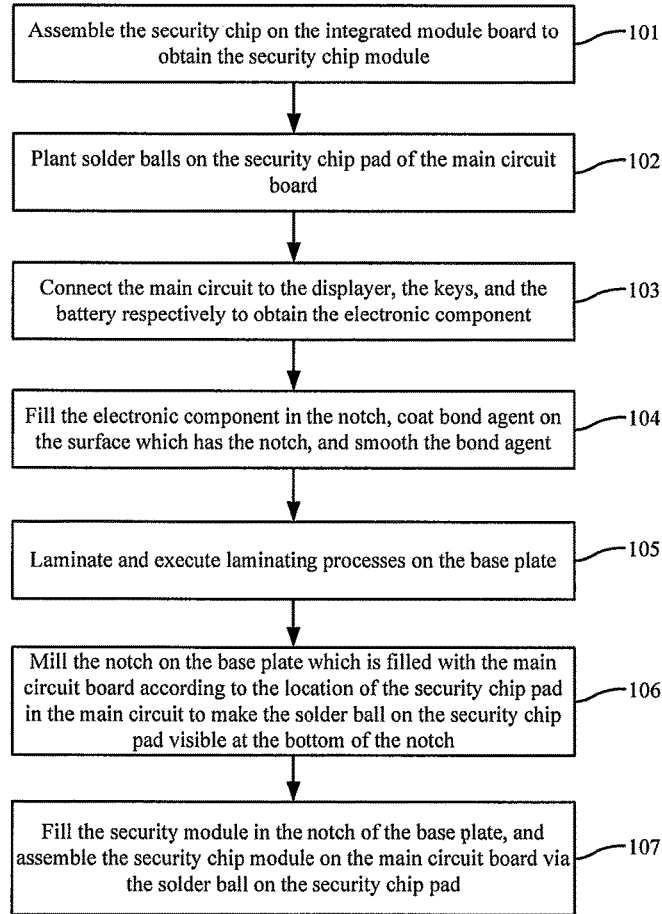 Assemble the security chip on the integrated module board to
obtain the security chip module
101
Plant solder balls on the security chip pad of the main circuit
board
102
Connect the main circuit to the displayer, the keys, and the
battery respectively to obtain the electronic component
103
Fill the electronic component in the notch, coat bond agent on
the surface which has the notch, and smooth the bond agent
104
Laminate and execute laminating processes on the base plate
105
Mill the notch on the base plate which is filled with the main
circuit board according to the location of the security chip pad
in the main circuit to make the solder ball on the security chip
pad visible at the bottom of the notch
106
Fill the security module in the notch of the base plate, and
assemble the security chip module on the main circuit board via
the solder ball on the security chip pad
107